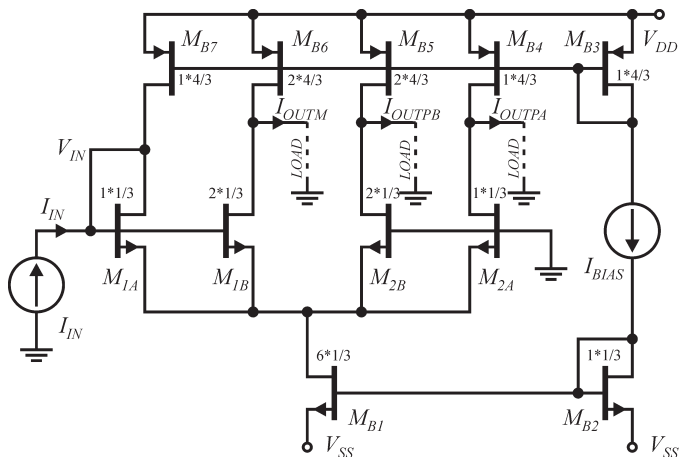 M_B7 M_B6 M_B5 M_B4 M_B3 V_DD
1*4/3 2*4/3 2*4/3 1*4/3 1*4/3
I_OUTM I_OUTPB I_OUTPA
V_IN
LOAD LOAD LOAD
1*1/3 2*1/3 2*1/3 1*1/3
I_IN
M_1A M_1B M_2B M_2A I_BIAS
I_IN
6*1/3 1*1/3
M_B1 M_B2
V_SS V_SS